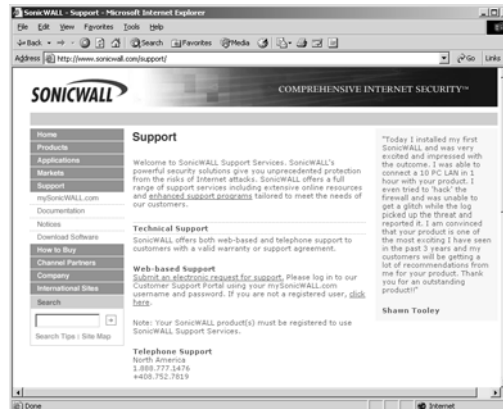 SonicWALL - Support - Microsoft Internet Explorer
File Edit View Favorites Tools Help
Back Search Favorites Media
Address http://www.sonicwall.com/support/ Go Links
SONICWALL
COMPREHENSIVE INTERNET SECURITY™
Home
Products
Applications
Markets
Support
mySonicWALL.com
Documentation
Notices
Download Software
How to Buy
Channel Partners
Company
International Sites
Search
Search Tips | Site Map
Support
Welcome to SonicWALL Support Services. SonicWALL's
powerful security solutions give you unprecedented protection
from the risks of Internet attacks. SonicWALL offers a full
range of support services including extensive online resources
and enhanced support programs tailored to meet the needs of
our customers.
Technical Support
SonicWALL offers both web-based and telephone support to
customers with a valid warranty or support agreement.
Web-based Support
Submit an electronic request for support. Please log in to our
Customer Support Portal using your mySonicWALL.com
username and password. If you are not a registered user, click
here.
Note: Your SonicWALL product(s) must be registered to use
SonicWALL Support Services.
Telephone Support
North America
1.888.777.1476
+408.752.7819
"Today I installed my first
SonicWALL and was very
excited and impressed with
the outcome. I was able to
connect a 10 PC LAN in 1
hour with your product. I
even tried to 'hack' the
firewall and was unable to
get a glitch while the log
picked up the threat and
reported it. I am convinced
that your product is one of
the most exciting I have seen
in the past 3 years and my
customers will be getting a
lot of recommendations from
me for your product. Thank
you for an outstanding
product!!"
Shawn Tooley
Done
Internet